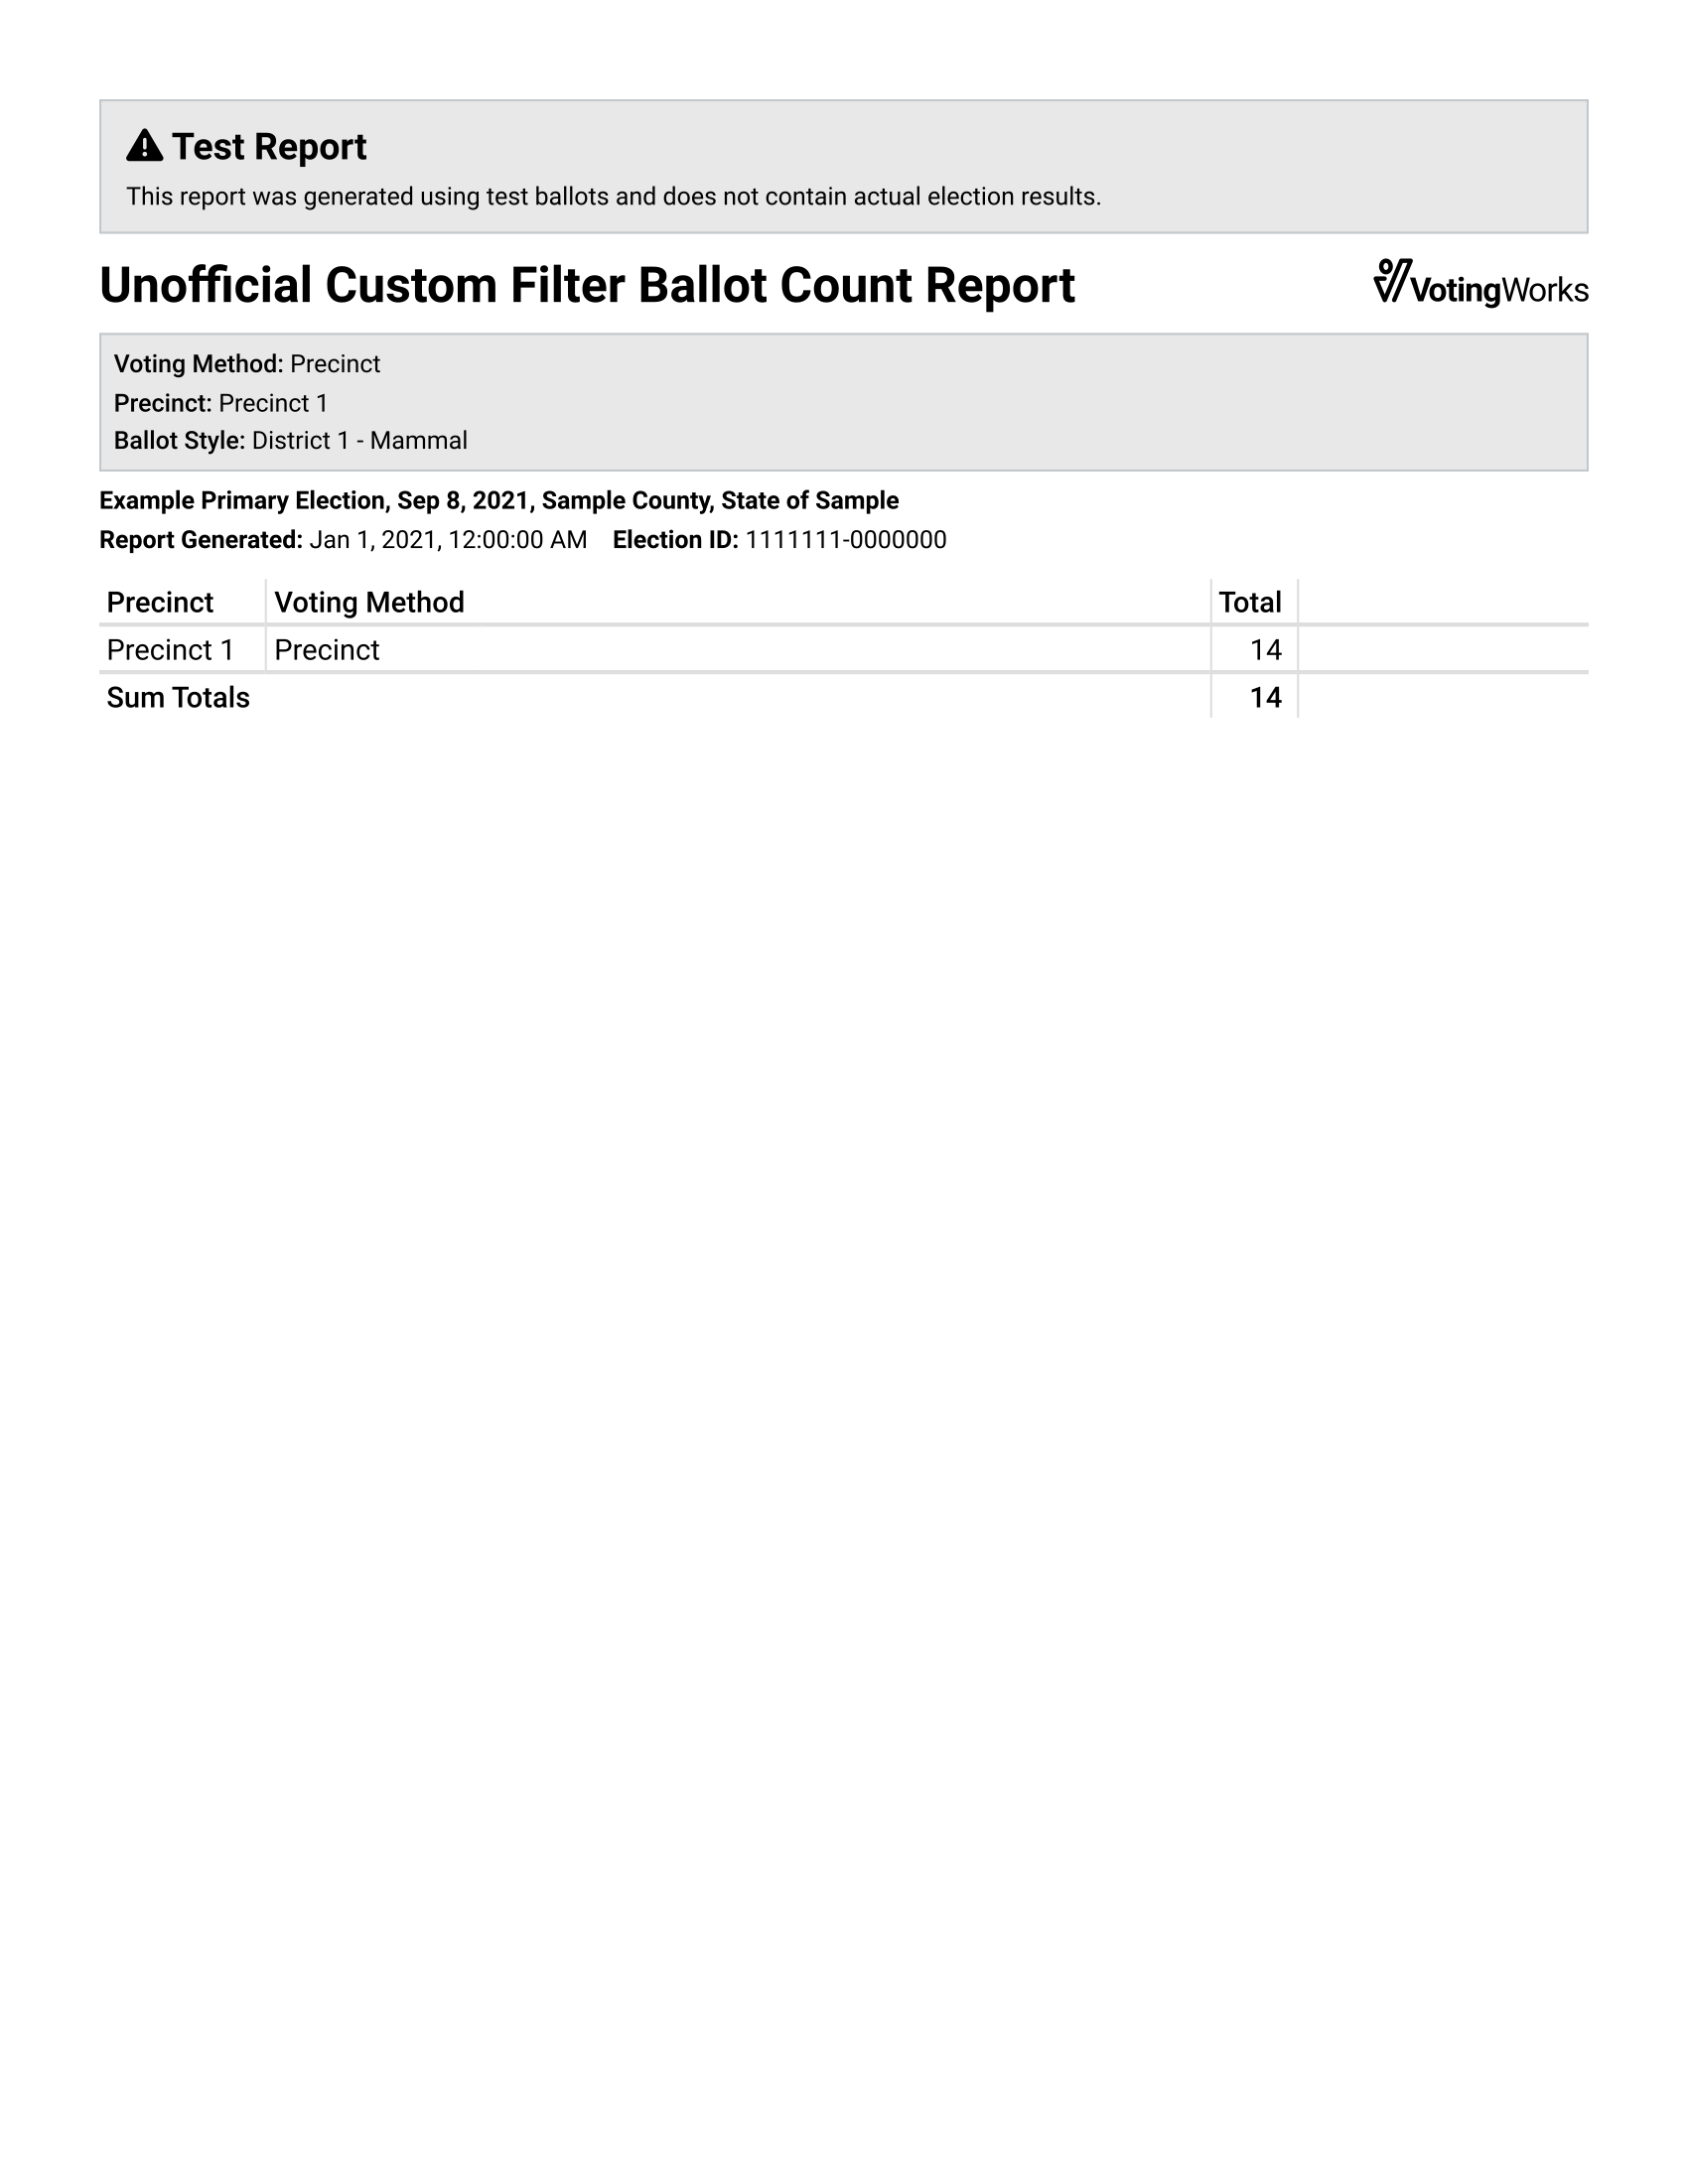 Test Report
This report was generated using test ballots and does not contain actual election results.
Unofficial Custom Filter Ballot Count Report
VotingWorks
Voting Method: Precinct
Precinct: Precinct 1
Ballot Style: District 1 - Mammal
Example Primary Election, Sep 8, 2021, Sample County, State of Sample
Report Generated: Jan 1, 2021, 12:00:00 AM Election ID: 1111111-0000000
Precinct Voting Method Total
Precinct 1 Precinct 14
Sum Totals 14